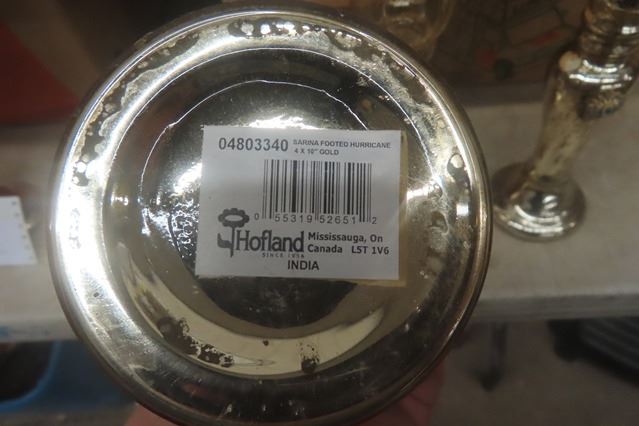 04803340 SARINA FOOTED HURRICANE
4 X 10" GOLD
0 55319 52651 2
Hofland Mississauga, On
SINCE 1956 Canada L5T 1V6
INDIA